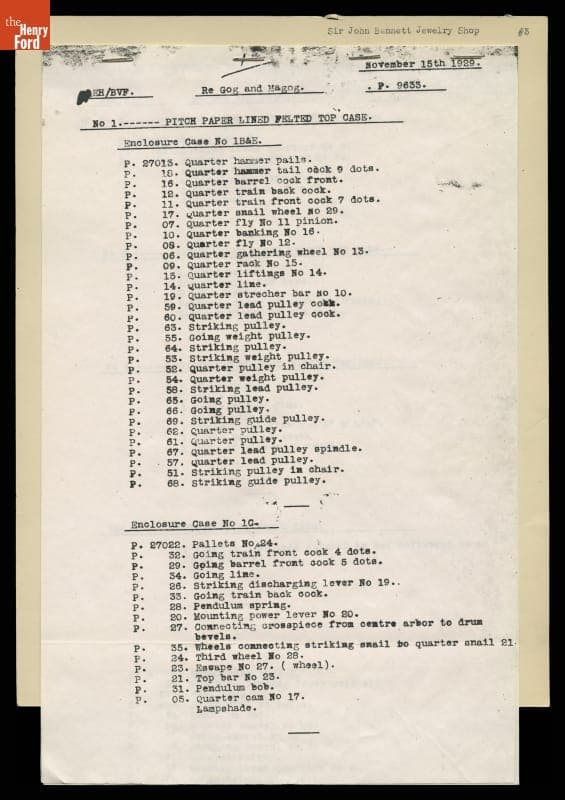 the
Henry
Ford
Sir John Bennett Jewelry Shop #3
November 15th 1929.
EH/BVF. Re Gog and Magog. P. 9633.
No 1.------ PITCH PAPER LINED FELTED TOP CASE.
Enclosure Case No 1B&E.
P. 27013. Quarter hammer pails.
P. 18. Quarter hammer tail cock 9 dots.
P. 16. Quarter barrel cock front.
P. 12. Quarter train back cock.
P. 11. Quarter train front cock 7 dots.
P. 17. Quarter snail wheel No 29.
P. 07. Quarter fly No 11 pinion.
P. 10. Quarter banking No 16.
P. 08. Quarter fly No 12.
P. 06. Quarter gathering wheel No 13.
P. 09. Quarter rack No 15.
P. 15. Quarter liftings No 14.
P. 14. Quarter line.
P. 19. Quarter strecher bar No 10.
P. 59. Quarter lead pulley cock.
P. 60. Quarter lead pulley cock.
P. 63. Striking pulley.
P. 55. Going weight pulley.
P. 64. Striking pulley.
P. 53. Striking weight pulley.
P. 52. Quarter pulley in chair.
P. 54. Quarter weight pulley.
P. 58. Striking lead pulley.
P. 65. Going pulley.
P. 66. Going pulley.
P. 69. Striking guide pulley.
P. 62. Quarter pulley.
P. 61. Quarter pulley.
P. 67. Quarter lead pulley spindle.
P. 57. Quarter lead pulley.
P. 51. Striking pulley in chair.
P. 68. Striking guide pulley.
Enclosure Case No 1C-
P. 27022. Pallets No 24.
P. 32. Going train front cock 4 dots.
P. 29. Going barrel front cock 5 dots.
P. 34. Going line.
P. 26. Striking discharging lever No 19..
P. 33. Going train back cock.
P. 28. Pendulum spring.
P. 20. Mounting power lever No 20.
P. 27. Connecting crosspiece from centre arbor to drum
bevels.
P. 35. Wheels connecting striking snail to quarter snail 21.
P. 24. Third wheel No 28.
P. 23. Escape No 27. ( wheel).
P. 21. Top bar No 23.
P. 31. Pendulum bob.
P. 05. Quarter cam No 17.
Lampshade.